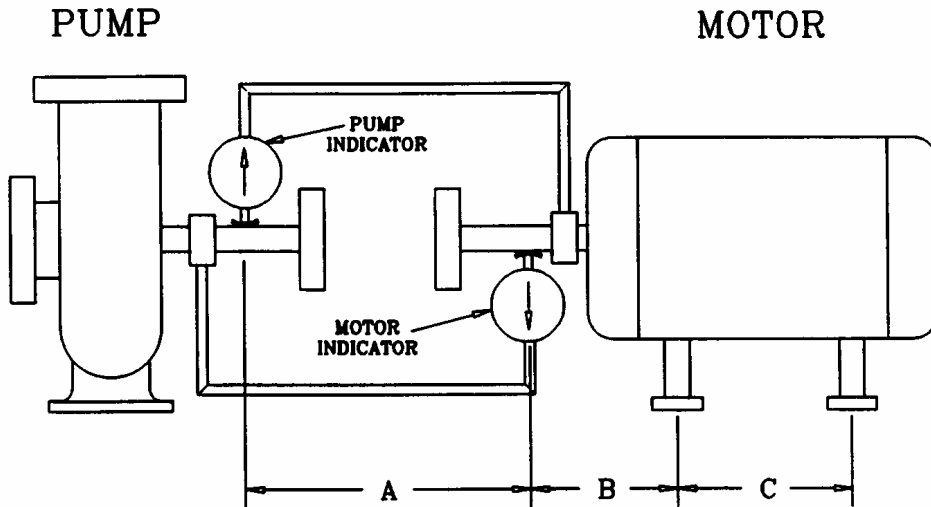 PUMP
MOTOR
PUMP
INDICATOR
MOTOR
INDICATOR
A
B
C